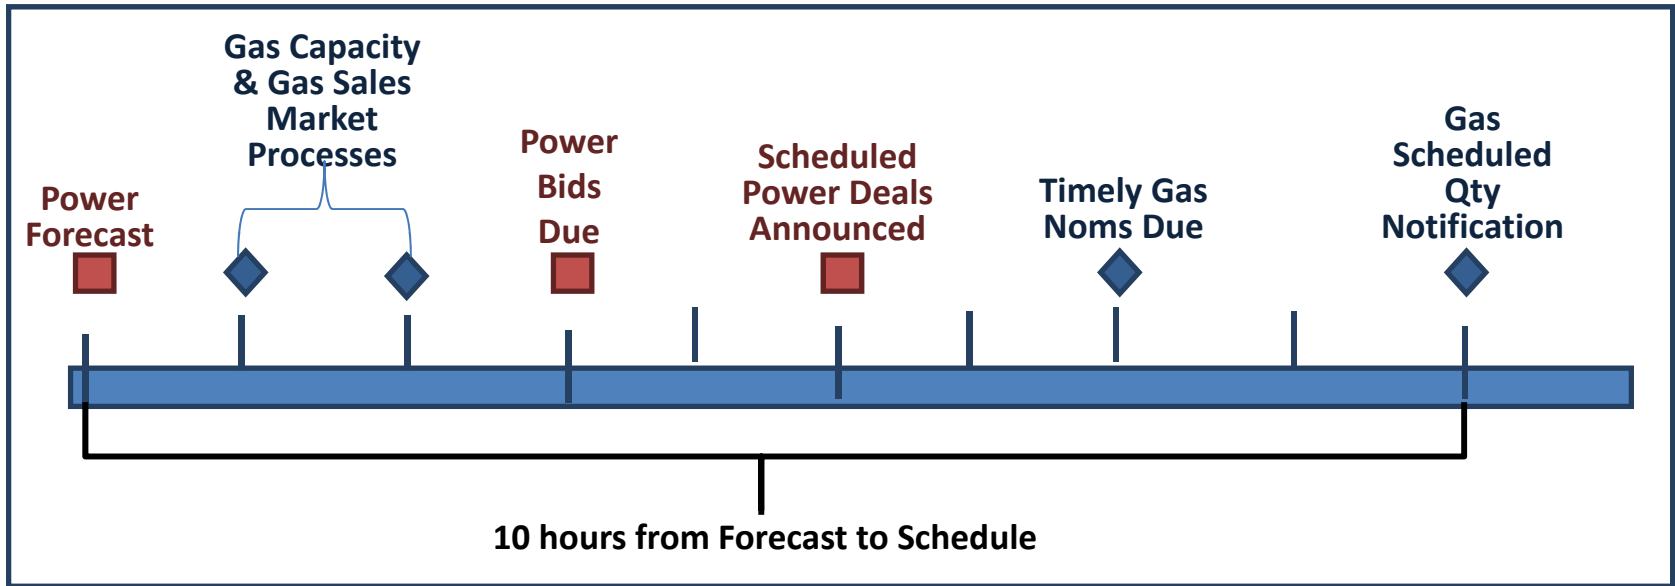 Power
Forecast
Gas Capacity
& Gas Sales
Market
Processes
Power
Bids
Due
Scheduled
Power Deals
Announced
Timely Gas
Noms Due
Gas
Scheduled
Qty
Notification
10 hours from Forecast to Schedule